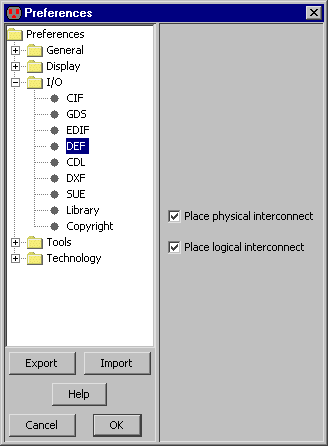 Preferences
Preferences
General
Display
I/O
CIF
GDS
EDIF
DEF
CDL
DXF
SUE
Library
Copyright
Tools
Technology
Place physical interconnect
Place logical interconnect
Export Import
Help
Cancel OK